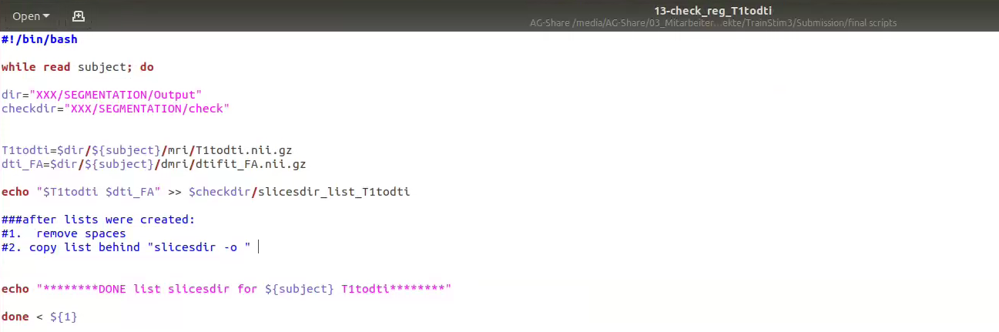 Open
13-check_reg_T1todti
AG-Share /media/AG-Share/03_Mitarbeiter...ekte/TrainStim3/Submission/final scripts
#!/bin/bash
while read subject; do
dir="XXX/SEGMENTATION/Output"
checkdir="XXX/SEGMENTATION/check"
T1todti=$dir/${subject}/mri/T1todti.nii.gz
dti_FA=$dir/${subject}/dmri/dtifit_FA.nii.gz
echo "$T1todti $dti_FA" >> $checkdir/slicesdir_list_T1todti
###after lists were created:
#1.  remove spaces
#2. copy list behind "slicesdir -o "
echo "********DONE list slicesdir for ${subject} T1todti********"
done < ${1}